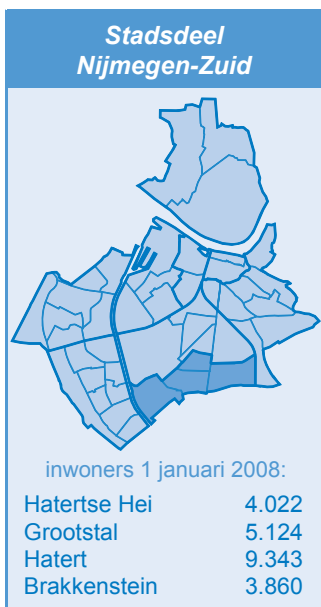 Stadsdeel
Nijmegen-Zuid
inwoners 1 januari 2008:
Hatertse Hei 4.022
Grootstal 5.124
Hatert 9.343
Brakkenstein 3.860